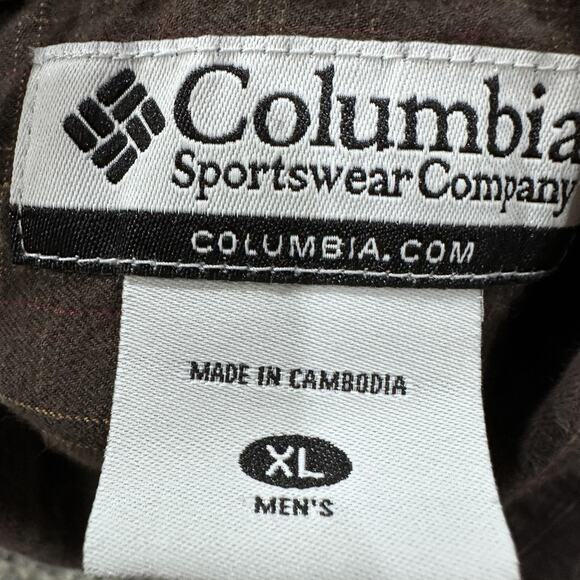 Columbia
Sportswear Company
COLUMBIA.COM
MADE IN CAMBODIA
XL
MEN'S